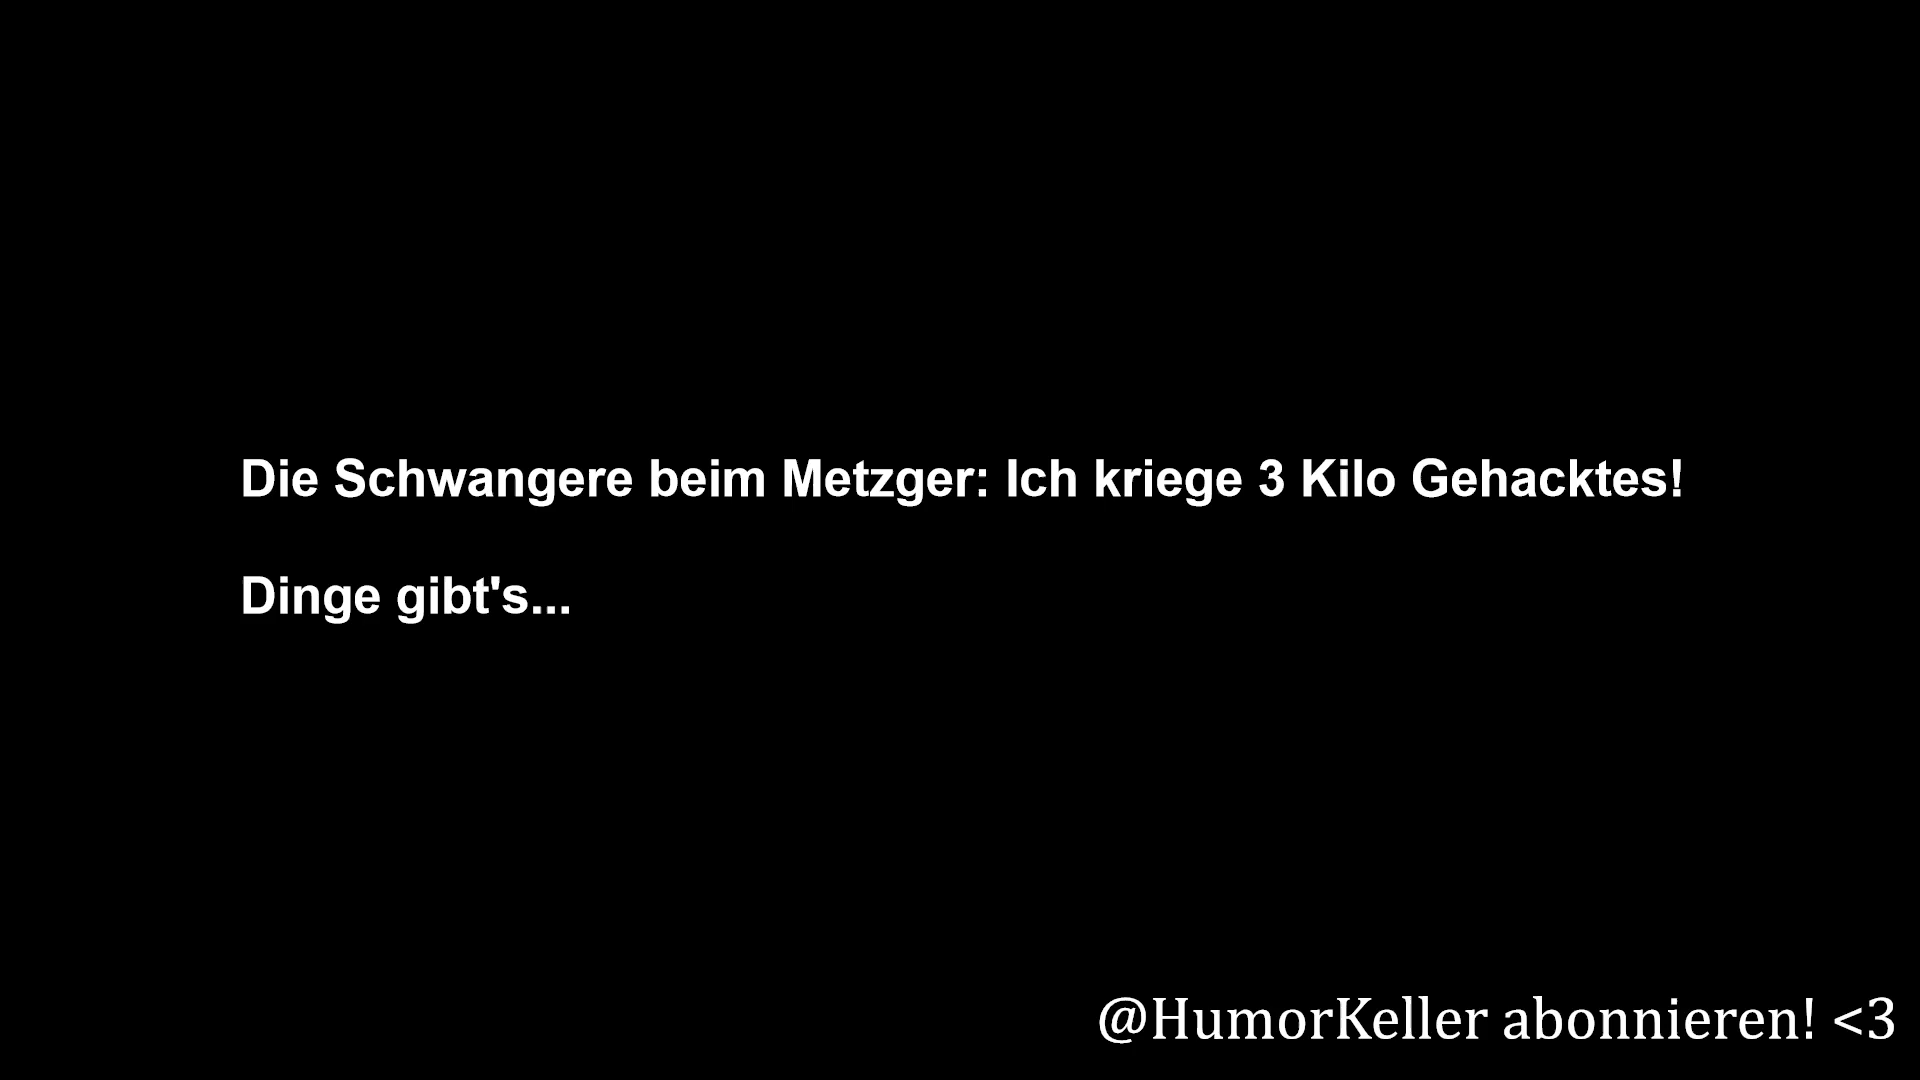 Die Schwangere beim Metzger: Ich kriege 3 Kilo Gehacktes!
Dinge gibt's...
@HumorKeller abonnieren! <3